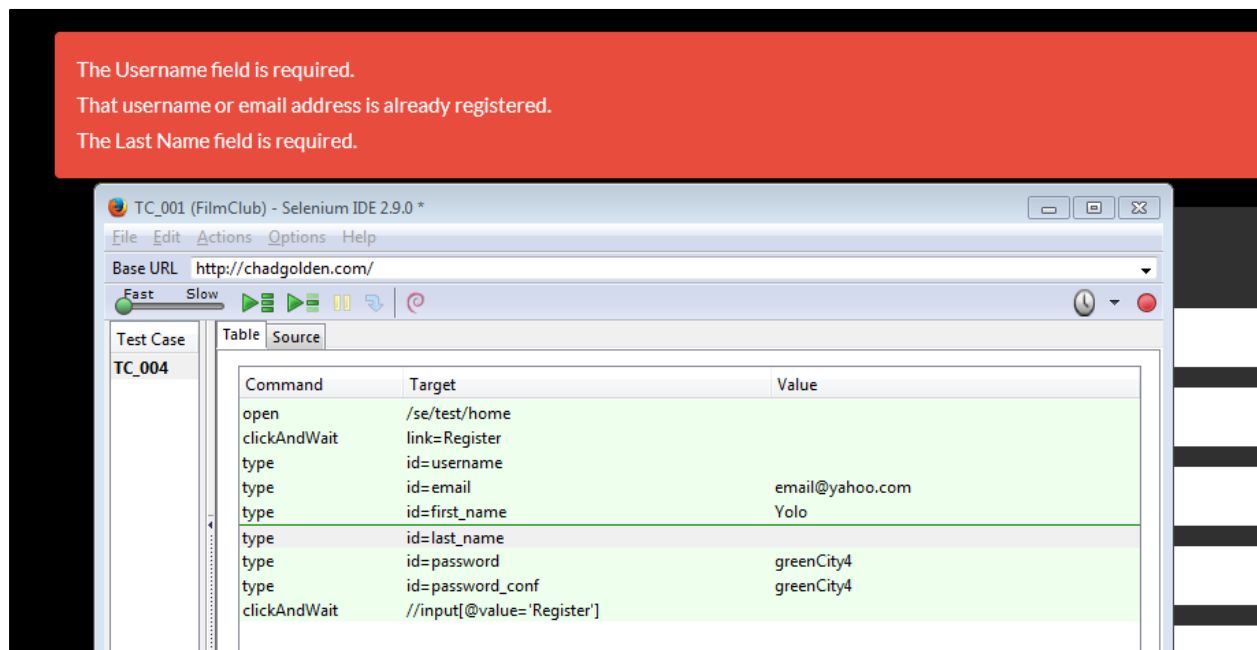 The Username field is required.
That username or email address is already registered.
The Last Name field is required.
TC_001 (FilmClub) - Selenium IDE 2.9.0 *
File Edit Actions Options Help
Base URL http://chadgolden.com/
Fast Slow
Test Case Table Source
TC_004
Command Target Value
open /se/test/home
clickAndWait link=Register
type id=username
type id=email email@yahoo.com
type id=first_name Yolo
type id=last_name
type id=password greenCity4
type id=password_conf greenCity4
clickAndWait //input[@value='Register']